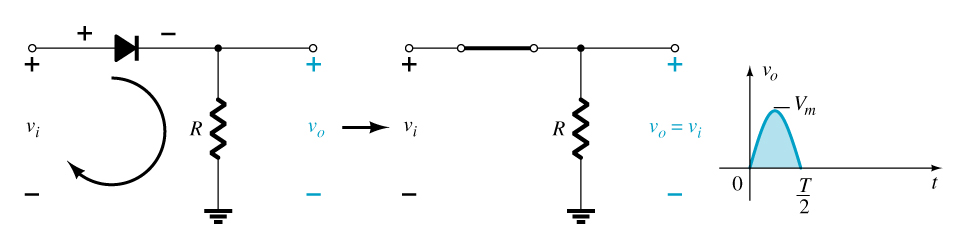 + −
+ + + +
v_i R v_o v_i R v_o = v_i
− − − −
v_o
V_m
0 T/2 t